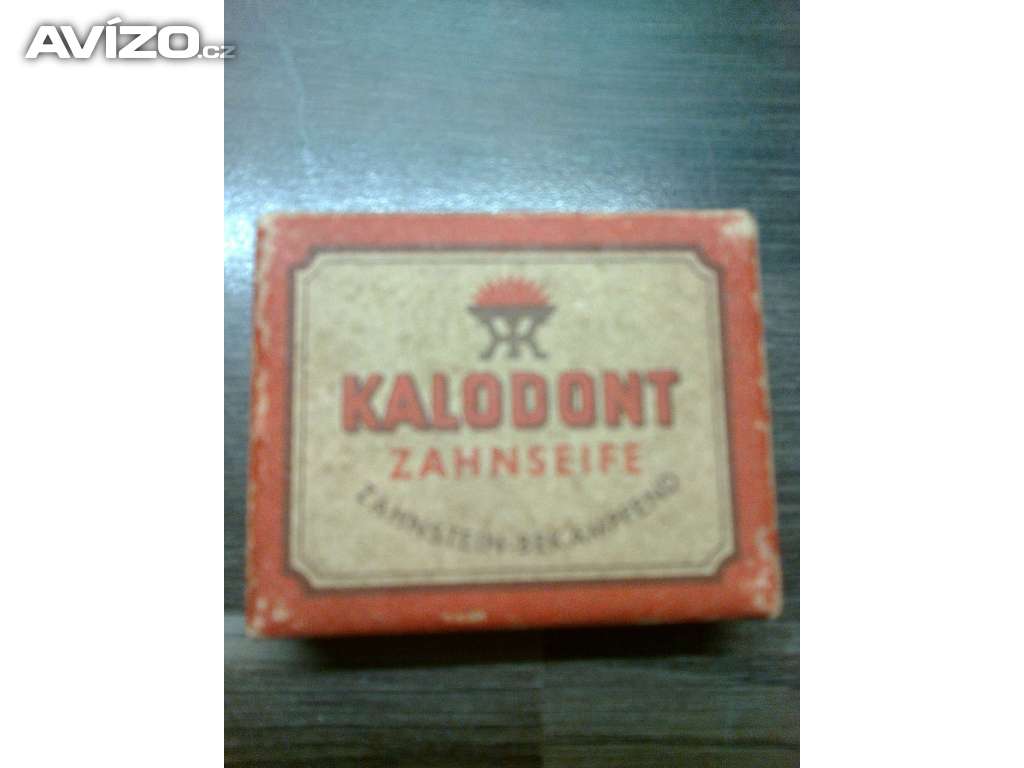 AVÍZO.cz
KALODONT
ZAHNSEIFE
ZAHNSTEIN-BEKÄMPFEND